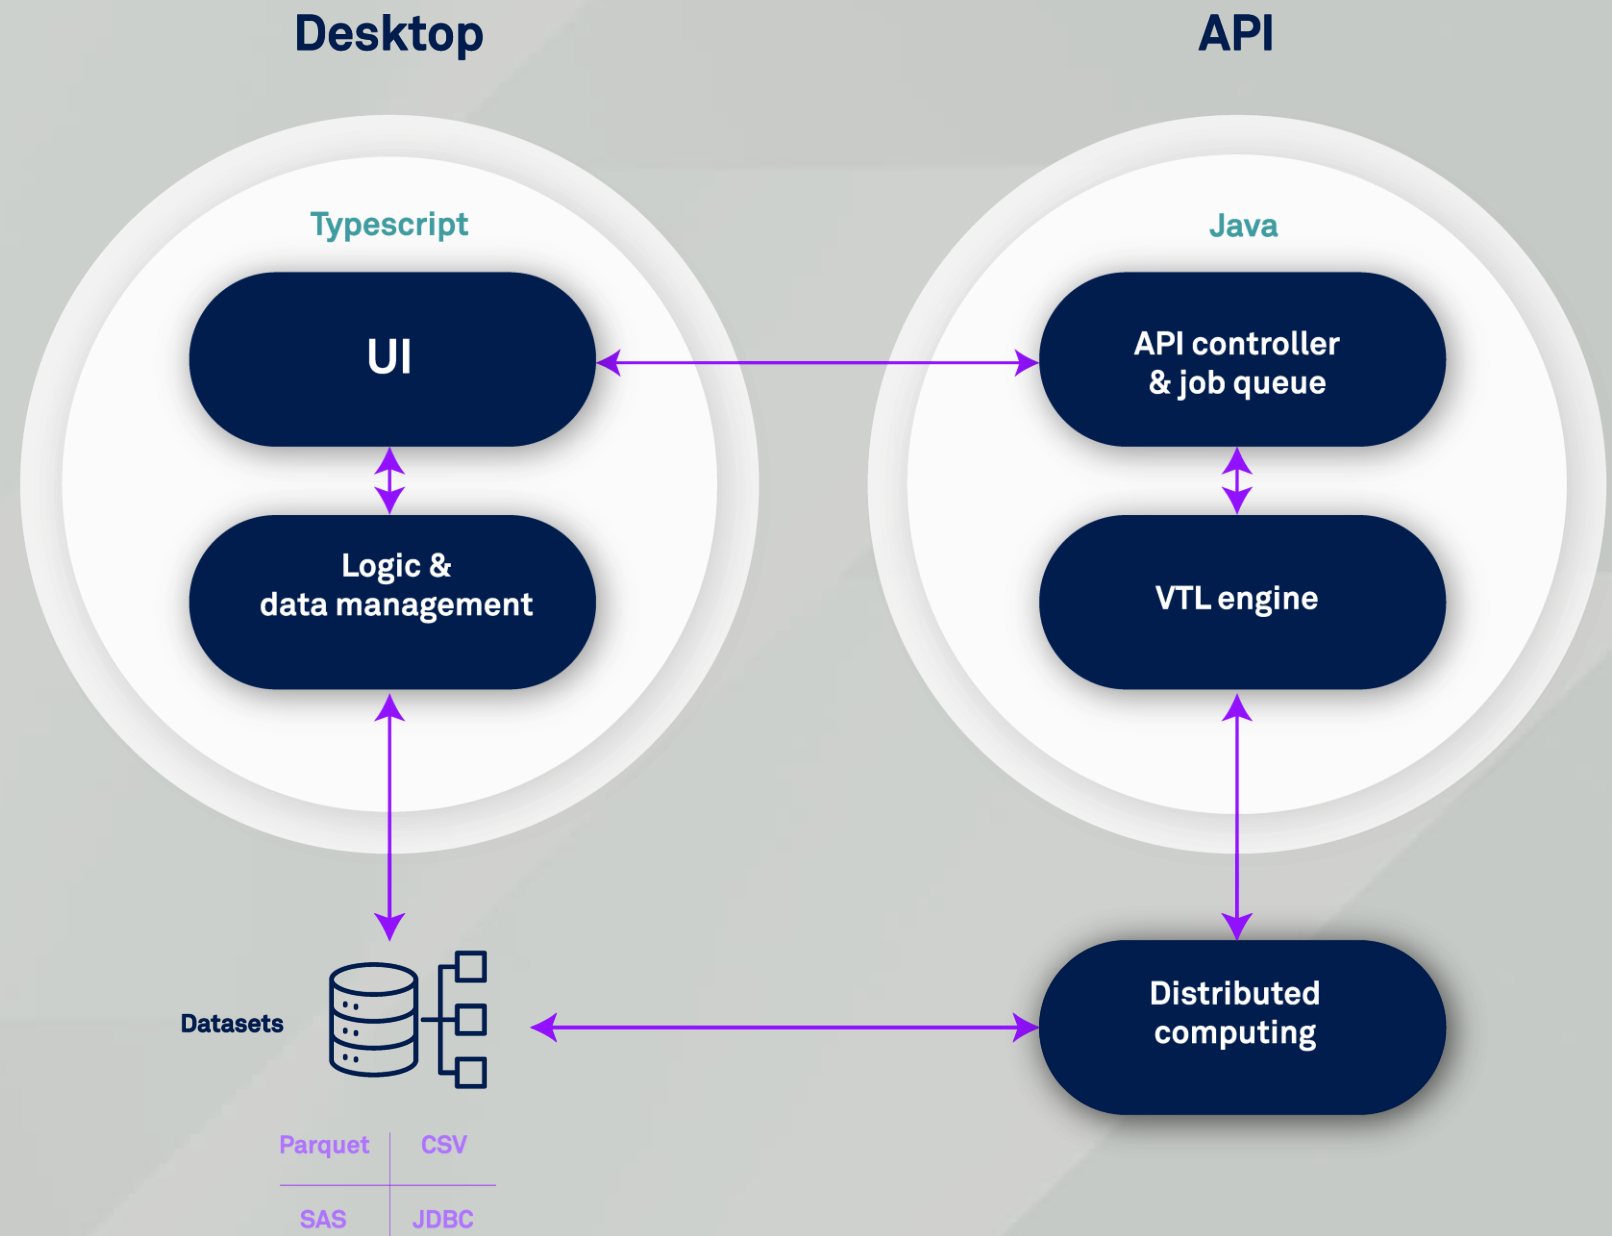 Desktop
API
Typescript
Java
UI
API controller
& job queue
Logic &
data management
VTL engine
Datasets
Distributed
computing
Parquet
CSV
SAS
JDBC